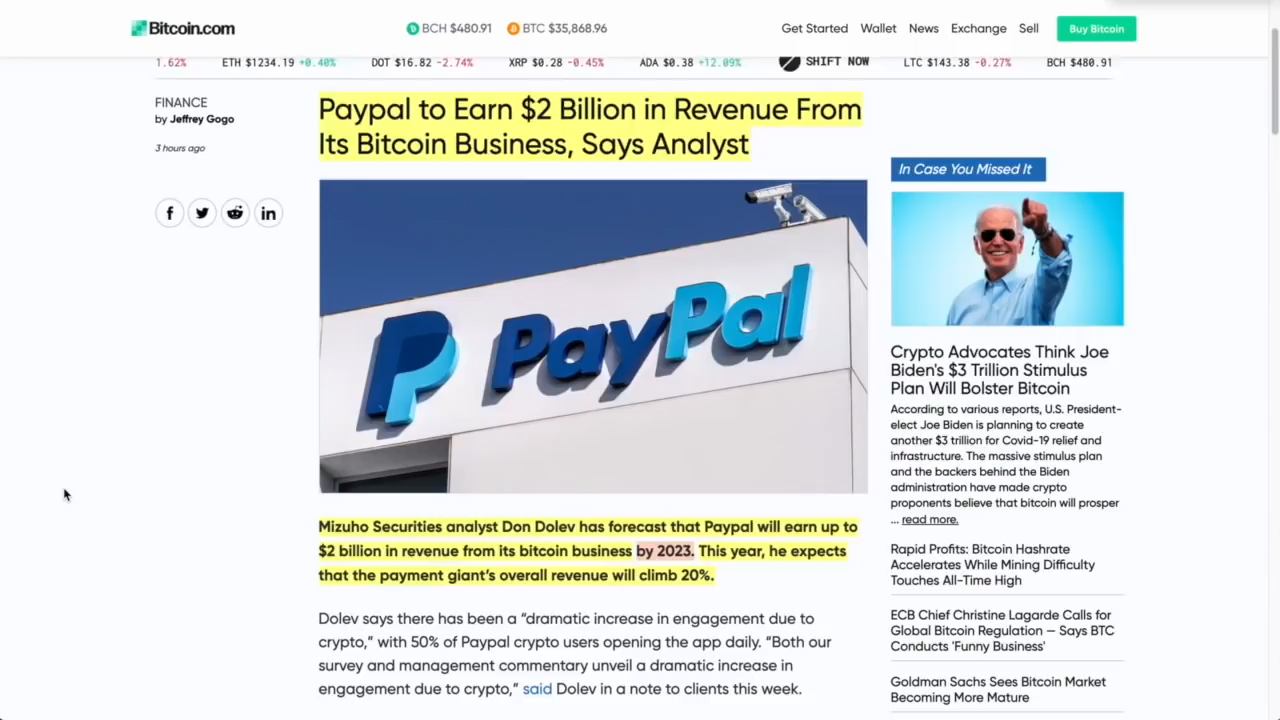 Bitcoin.com
BCH $480.91 BTC $35,868.96
Get Started Wallet News Exchange Sell Buy Bitcoin
1.62% ETH $1234.19 +0.40% DOT $16.82 -2.74% XRP $0.28 -0.45% ADA $0.38 +12.09% SHIFT NOW LTC $143.38 -0.27% BCH $480.91
FINANCE
by Jeffrey Gogo
3 hours ago
Paypal to Earn $2 Billion in Revenue From
Its Bitcoin Business, Says Analyst
PayPal
Mizuho Securities analyst Don Dolev has forecast that Paypal will earn up to
$2 billion in revenue from its bitcoin business by 2023. This year, he expects
that the payment giant's overall revenue will climb 20%.
Dolev says there has been a “dramatic increase in engagement due to
crypto,” with 50% of Paypal crypto users opening the app daily. “Both our
survey and management commentary unveil a dramatic increase in
engagement due to crypto,” said Dolev in a note to clients this week.
In Case You Missed It
Crypto Advocates Think Joe
Biden's $3 Trillion Stimulus
Plan Will Bolster Bitcoin
According to various reports, U.S. President-
elect Joe Biden is planning to create
another $3 trillion for Covid-19 relief and
infrastructure. The massive stimulus plan
and the backers behind the Biden
administration have made crypto
proponents believe that bitcoin will prosper
... read more.
Rapid Profits: Bitcoin Hashrate
Accelerates While Mining Difficulty
Touches All-Time High
ECB Chief Christine Lagarde Calls for
Global Bitcoin Regulation — Says BTC
Conducts 'Funny Business'
Goldman Sachs Sees Bitcoin Market
Becoming More Mature